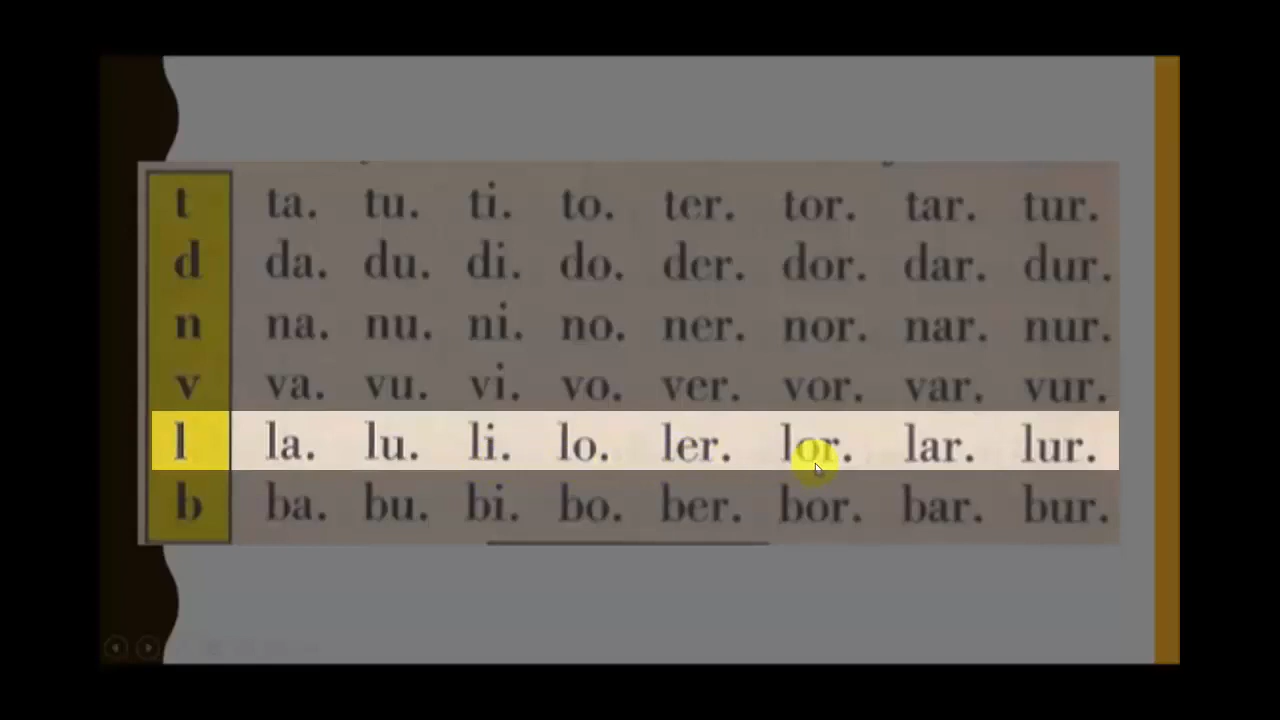 t ta. tu. ti. to. ter. tor. tar. tur.
d da. du. di. do. der. dor. dar. dur.
n na. nu. ni. no. ner. nor. nar. nur.
v va. vu. vi. vo. ver. vor. var. vur.
l la. lu. li. lo. ler. lor. lar. lur.
b ba. bu. bi. bo. ber. bor. bar. bur.